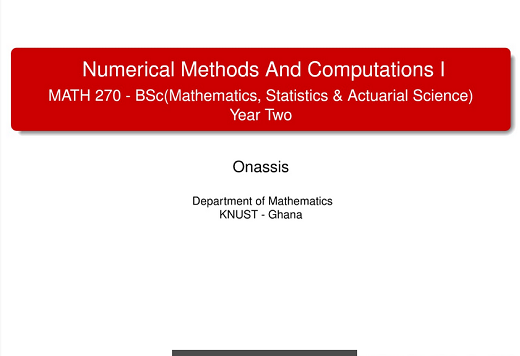 Numerical Methods And Computations I
MATH 270 - BSc(Mathematics, Statistics & Actuarial Science)
Year Two
Onassis
Department of Mathematics
KNUST - Ghana